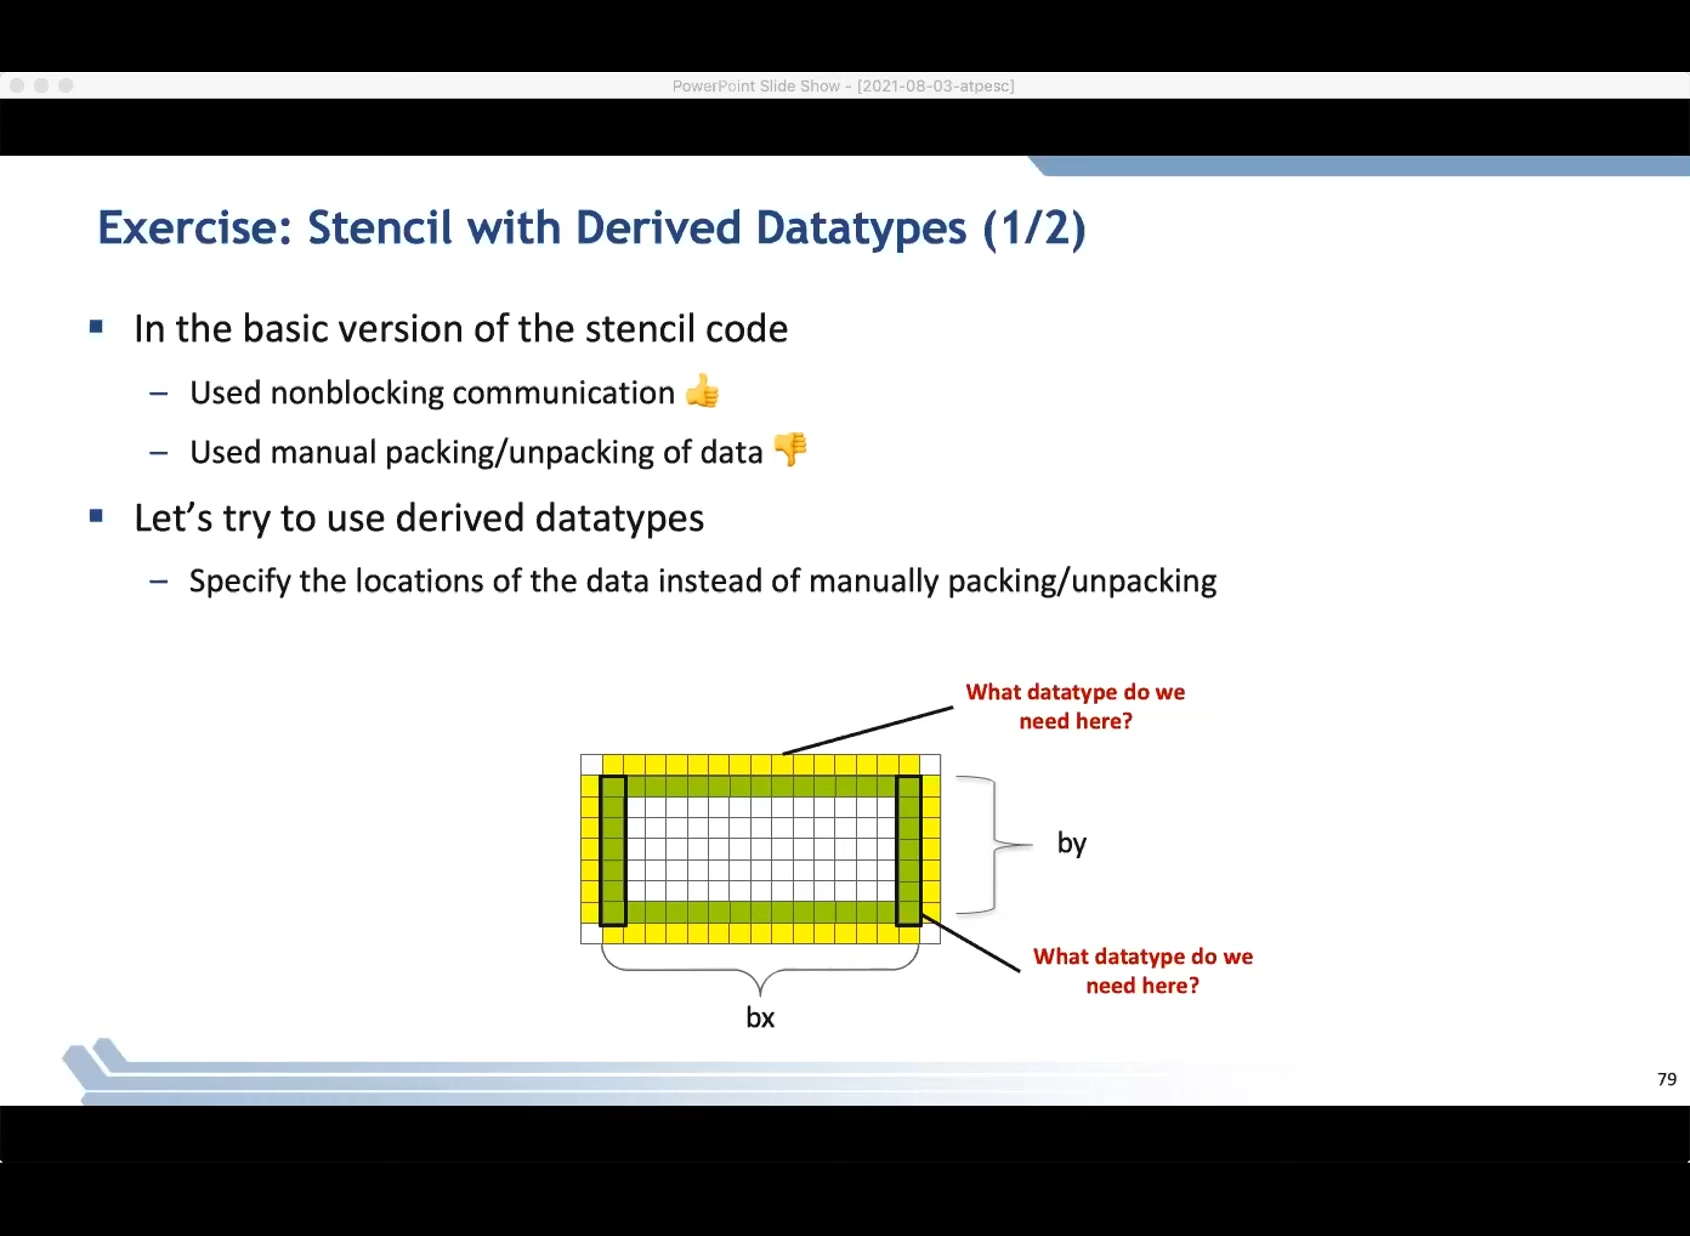 PowerPoint Slide Show - [2021-08-03-atpesc]
Exercise: Stencil with Derived Datatypes (1/2)
▪ In the basic version of the stencil code
– Used nonblocking communication 👍
– Used manual packing/unpacking of data 👎
▪ Let’s try to use derived datatypes
– Specify the locations of the data instead of manually packing/unpacking
What datatype do we
need here?
by
What datatype do we
need here?
bx
79